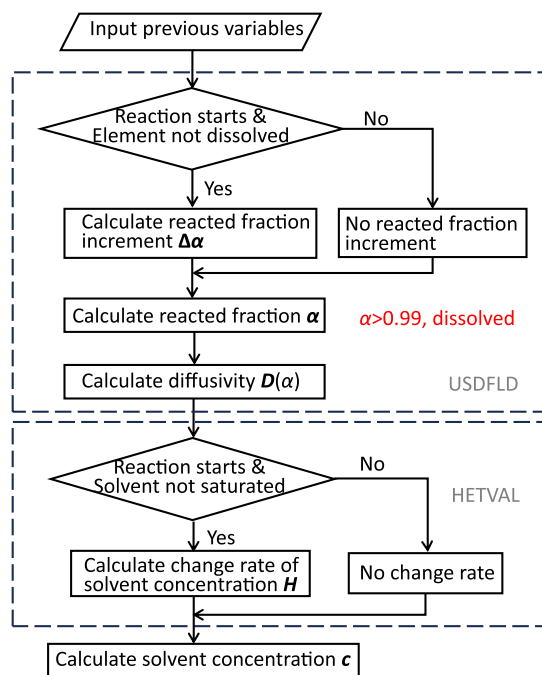 Input previous variables
Reaction starts &
Element not dissolved
No
Yes
Calculate reacted fraction
increment Δα
No reacted fraction
increment
Calculate reacted fraction α
α>0.99, dissolved
Calculate diffusivity D(α)
USDFLD
Reaction starts &
Solvent not saturated
No
HETVAL
Yes
Calculate change rate of
solvent concentration H
No change rate
Calculate solvent concentration c